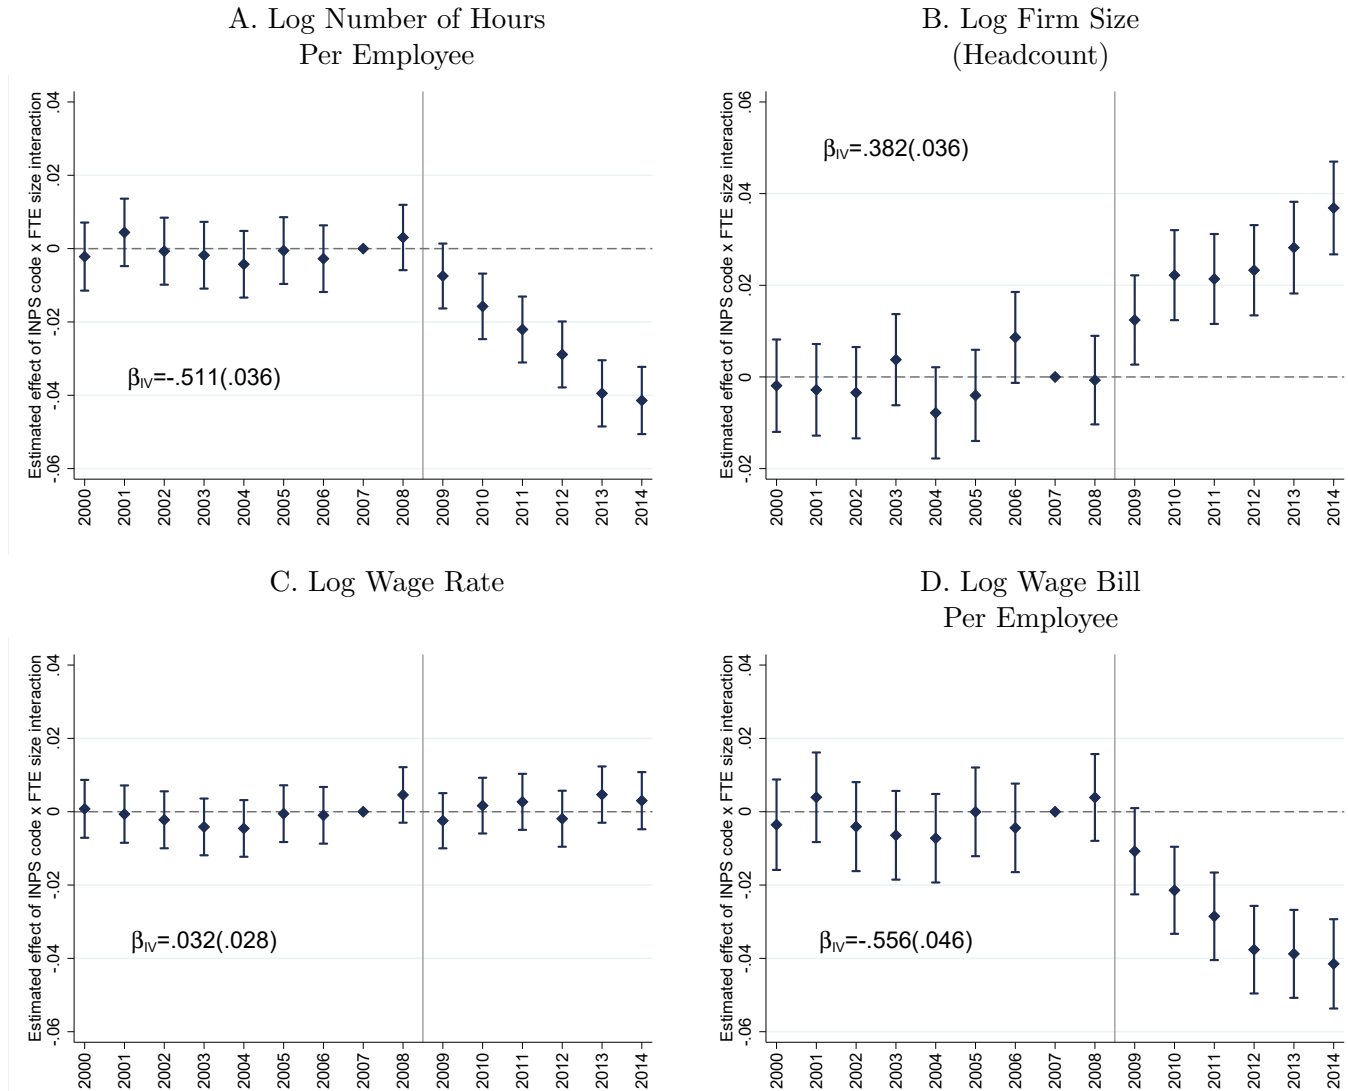 A. Log Number of Hours
Per Employee
Estimated effect of INPS code x FTE size interaction
.04
.02
0
-.02
-.04
-.06
βIV=-.511(.036)
2000 2001 2002 2003 2004 2005 2006 2007 2008 2009 2010 2011 2012 2013 2014
B. Log Firm Size
(Headcount)
Estimated effect of INPS code x FTE size interaction
.06
.04
.02
0
-.02
βIV=.382(.036)
2000 2001 2002 2003 2004 2005 2006 2007 2008 2009 2010 2011 2012 2013 2014
C. Log Wage Rate
Estimated effect of INPS code x FTE size interaction
.04
.02
0
-.02
-.04
-.06
βIV=.032(.028)
2000 2001 2002 2003 2004 2005 2006 2007 2008 2009 2010 2011 2012 2013 2014
D. Log Wage Bill
Per Employee
Estimated effect of INPS code x FTE size interaction
.04
.02
0
-.02
-.04
-.06
βIV=-.556(.046)
2000 2001 2002 2003 2004 2005 2006 2007 2008 2009 2010 2011 2012 2013 2014